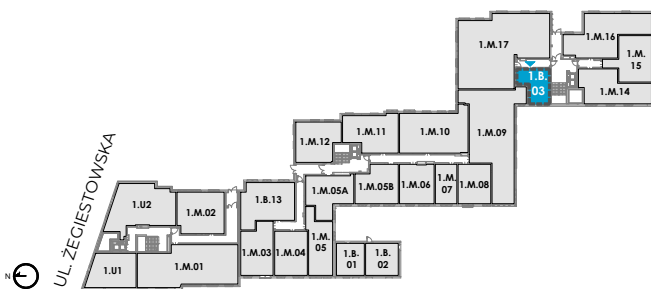 1.M.17
1.M.16
1.M.
15
1.B.
03
1.M.14
1.M.12
1.M.11
1.M.10
1.M.09
UL. ŻEGIESTOWSKA
1.U2
1.M.02
1.B.13
1.M.05A
1.M.05B
1.M.06
1.M.
07
1.M.08
1.U1
1.M.01
1.M.03
1.M.04
1.M.
05
1.B.
01
1.B.
02
N